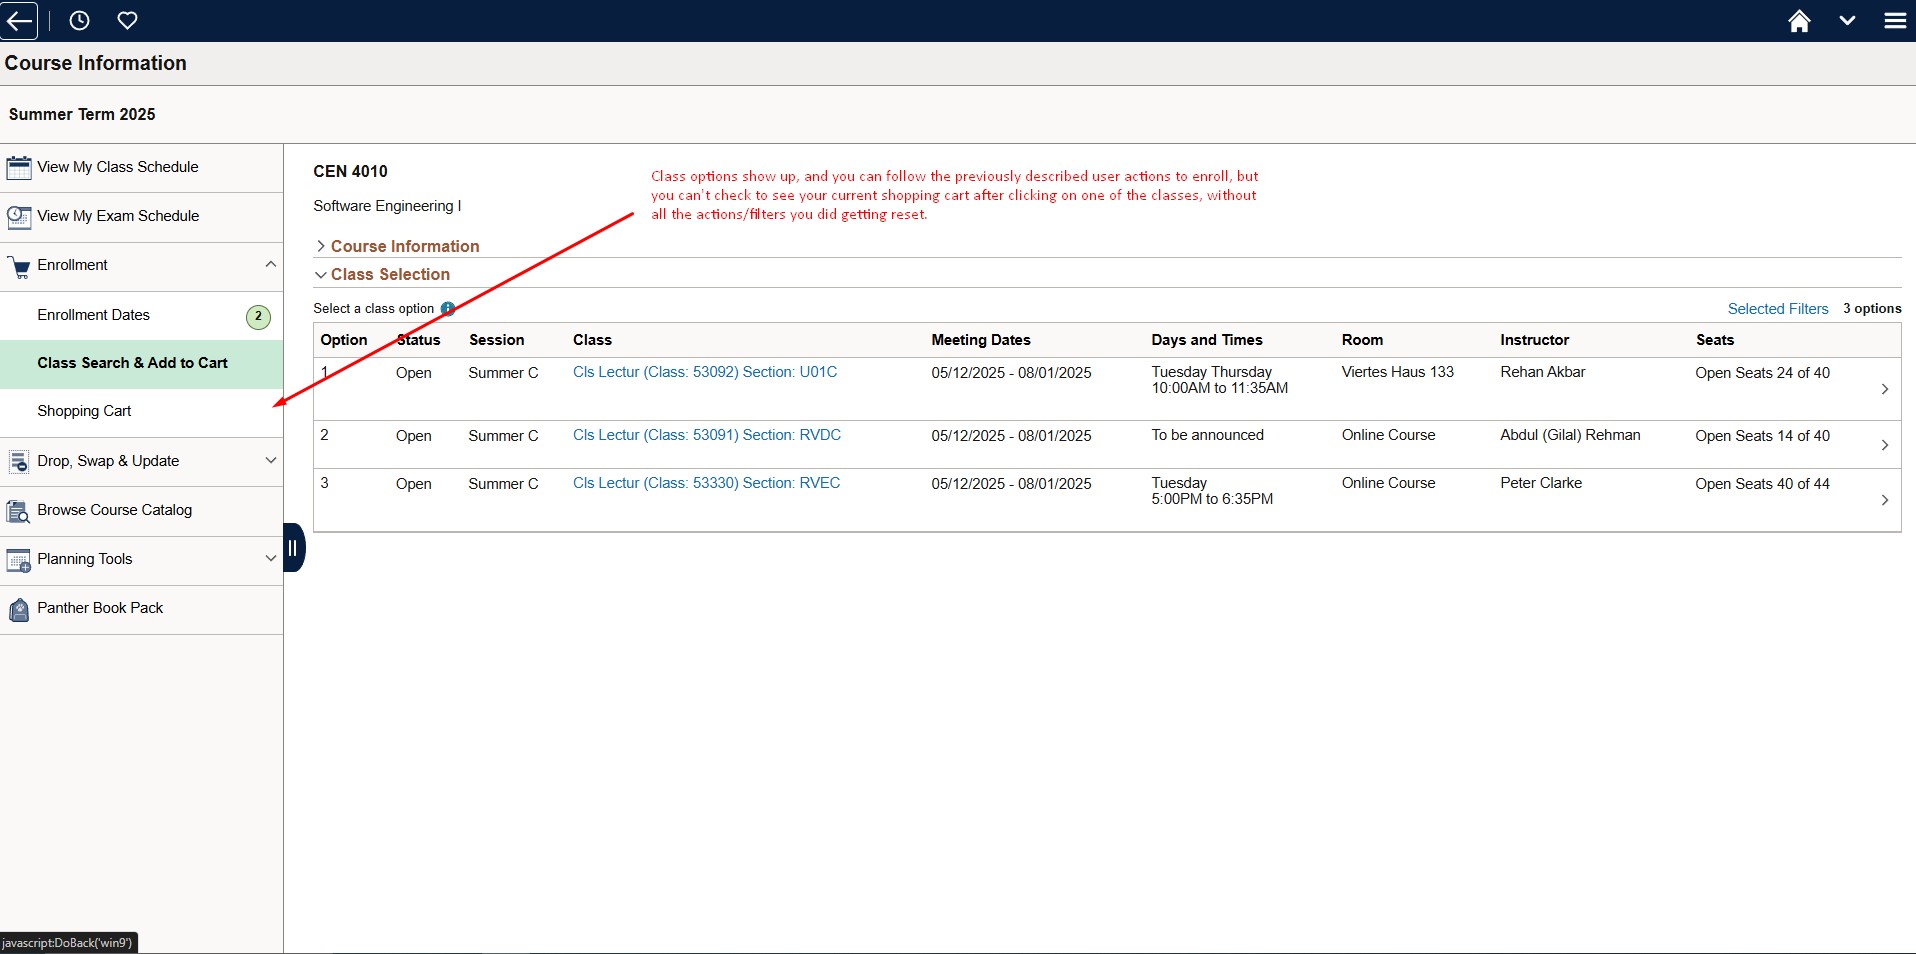 Course Information
Summer Term 2025
View My Class Schedule
View My Exam Schedule
Enrollment
Enrollment Dates 2
Class Search & Add to Cart
Shopping Cart
Drop, Swap & Update
Browse Course Catalog
Planning Tools
Panther Book Pack
CEN 4010
Software Engineering I
Class options show up, and you can follow the previously described user actions to enroll, but
you can't check to see your current shopping cart after clicking on one of the classes, without
all the actions/filters you did getting reset.
Course Information
Class Selection
Select a class option i Selected Filters 3 options
Option Status Session Class Meeting Dates Days and Times Room Instructor Seats
1 Open Summer C Cls Lectur (Class: 53092) Section: U01C 05/12/2025 - 08/01/2025 Tuesday Thursday Viertes Haus 133 Rehan Akbar Open Seats 24 of 40
10:00AM to 11:35AM
2 Open Summer C Cls Lectur (Class: 53091) Section: RVDC 05/12/2025 - 08/01/2025 To be announced Online Course Abdul (Gilal) Rehman Open Seats 14 of 40
3 Open Summer C Cls Lectur (Class: 53330) Section: RVEC 05/12/2025 - 08/01/2025 Tuesday Online Course Peter Clarke Open Seats 40 of 44
5:00PM to 6:35PM
javascript:DoBack('win9')